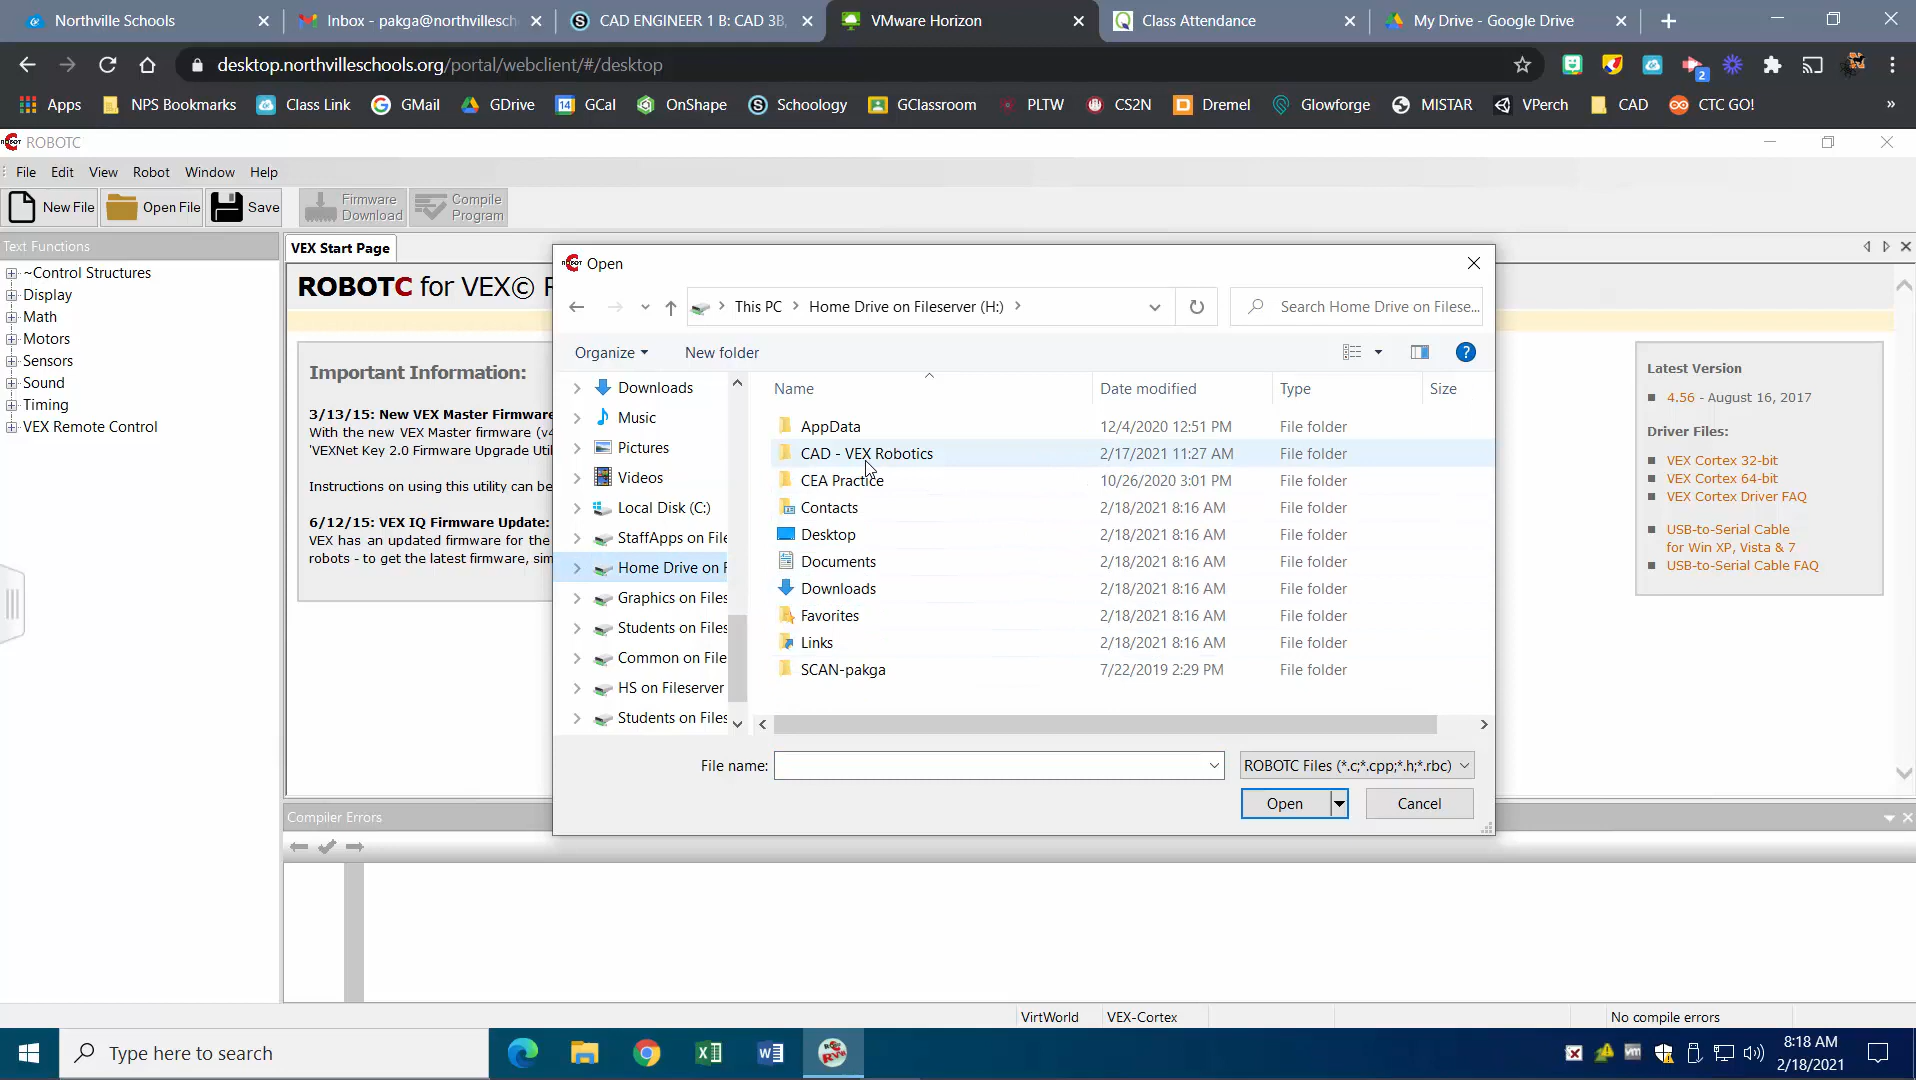 Northville Schools
Inbox - pakga@northvillesch
CAD ENGINEER 1 B: CAD 3B,
VMware Horizon
Class Attendance
My Drive - Google Drive
desktop.northvilleschools.org/portal/webclient/#/desktop
2
Apps
NPS Bookmarks
Class Link
GMail
GDrive
14
GCal
OnShape
Schoology
GClassroom
PLTW
CS2N
Dremel
Glowforge
MISTAR
VPerch
CAD
CTC GO!
»
ROBOTC
File Edit View Robot Window Help
New File
Open File
Save
Firmware
Download
Compile
Program
Text Functions
~Control Structures
Display
Math
Motors
Sensors
Sound
Timing
VEX Remote Control
VEX Start Page
ROBOTC for VEX© R
Important Information:
3/13/15: New VEX Master Firmware
With the new VEX Master firmware (v4
'VEXNet Key 2.0 Firmware Upgrade Util
Instructions on using this utility can be
6/12/15: VEX IQ Firmware Update:
VEX has an updated firmware for the
robots - to get the latest firmware, sim
Open
This PC > Home Drive on Fileserver (H:) >
Search Home Drive on Filese...
Organize
New folder
Downloads
Music
Pictures
Videos
Local Disk (C:)
StaffApps on File
Home Drive on F
Graphics on Files
Students on Files
Common on File
HS on Fileserver
Students on Files
Name Date modified Type Size
AppData 12/4/2020 12:51 PM File folder
CAD - VEX Robotics 2/17/2021 11:27 AM File folder
CEA Practice 10/26/2020 3:01 PM File folder
Contacts 2/18/2021 8:16 AM File folder
Desktop 2/18/2021 8:16 AM File folder
Documents 2/18/2021 8:16 AM File folder
Downloads 2/18/2021 8:16 AM File folder
Favorites 2/18/2021 8:16 AM File folder
Links 2/18/2021 8:16 AM File folder
SCAN-pakga 7/22/2019 2:29 PM File folder
File name:
ROBOTC Files (*.c;*.cpp;*.h;*.rbc)
Open
Cancel
Latest Version
4.56 - August 16, 2017
Driver Files:
VEX Cortex 32-bit
VEX Cortex 64-bit
VEX Cortex Driver FAQ
USB-to-Serial Cable
for Win XP, Vista & 7
USB-to-Serial Cable FAQ
Compiler Errors
VirtWorld
VEX-Cortex
No compile errors
Type here to search
8:18 AM
2/18/2021